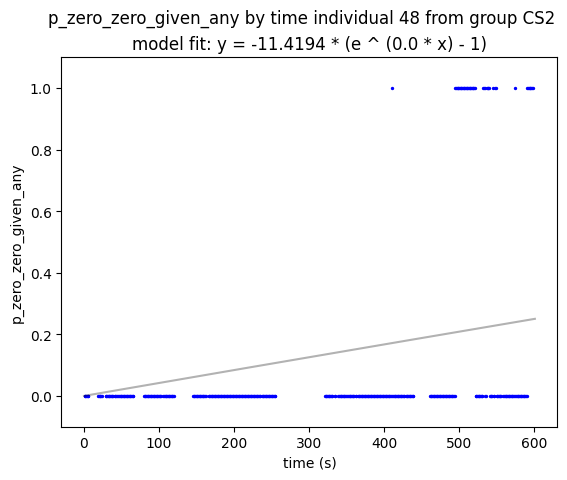 p_zero_zero_given_any by time individual 48 from group CS2
model fit: y = -11.4194 * (e ^ (0.0 * x) - 1)
1.0
0.8
0.6
0.4
0.2
0.0
p_zero_zero_given_any
0 100 200 300 400 500 600
time (s)